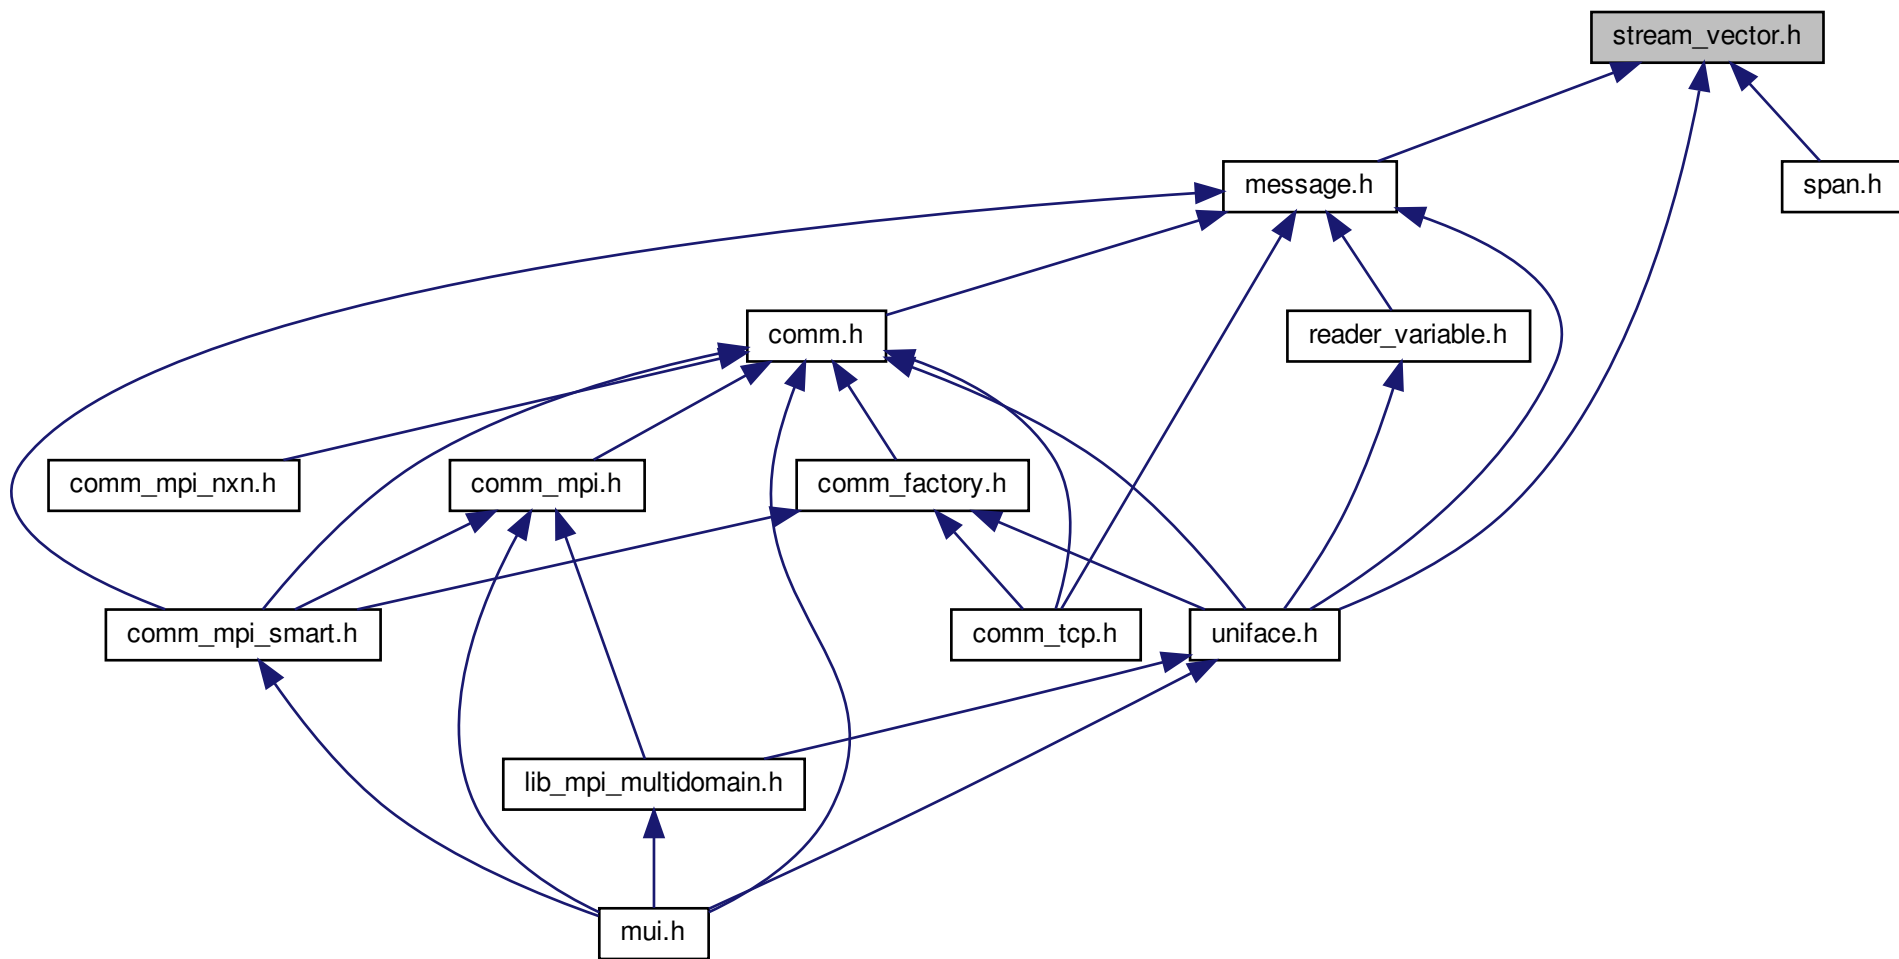 stream_vector.h
message.h
span.h
comm.h
reader_variable.h
comm_mpi_nxn.h
comm_mpi.h
comm_factory.h
comm_mpi_smart.h
comm_tcp.h
uniface.h
lib_mpi_multidomain.h
mui.h